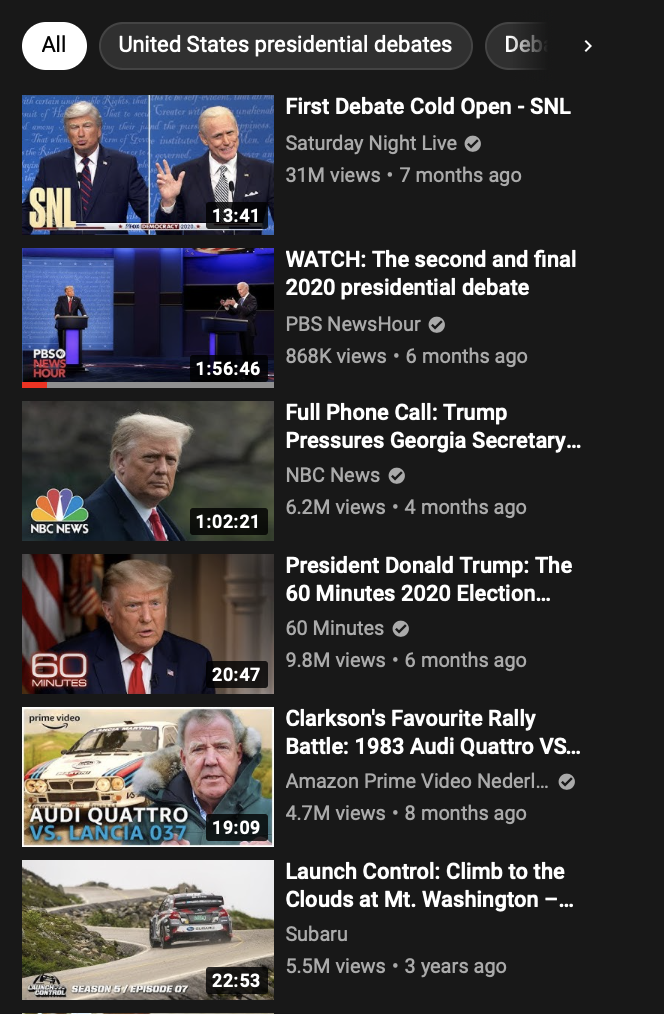 All
United States presidential debates
Deba
SNL
13:41
First Debate Cold Open - SNL
Saturday Night Live
31M views • 7 months ago
PBS
NEWS
HOUR
1:56:46
WATCH: The second and final
2020 presidential debate
PBS NewsHour
868K views • 6 months ago
NBC NEWS
1:02:21
Full Phone Call: Trump
Pressures Georgia Secretary...
NBC News
6.2M views • 4 months ago
60
MINUTES
20:47
President Donald Trump: The
60 Minutes 2020 Election...
60 Minutes
9.8M views • 6 months ago
prime video
LANCIA MARTINI
AUDI QUATTRO
VS. LANCIA 037
19:09
Clarkson's Favourite Rally
Battle: 1983 Audi Quattro VS...
Amazon Prime Video Nederl...
4.7M views • 8 months ago
SUBARU
LAUNCH
CONTROL
SEASON 5 / EPISODE 07
22:53
Launch Control: Climb to the
Clouds at Mt. Washington –...
Subaru
5.5M views • 3 years ago